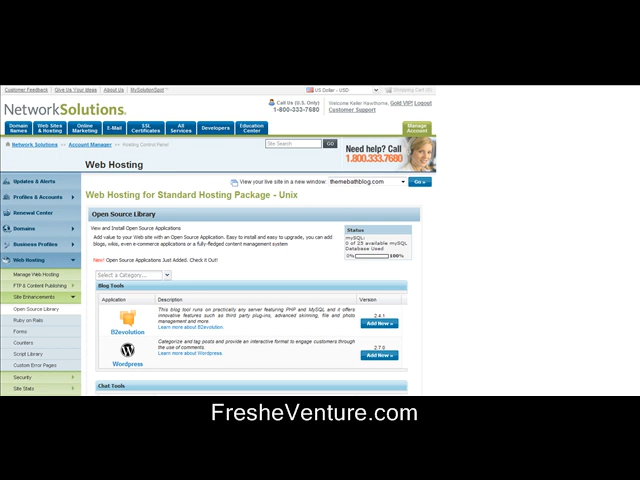 Customer Feedback | Give Us Your Ideas | About Us | MySolutionSpot
US Dollar - USD
Shopping Cart (0)
NetworkSolutions.
Call Us (U.S. Only)
1-800-333-7680
Welcome Keller Hawthorne, Gold VIP! Logout
Customer Support
Domain Names
Web Sites & Hosting
Online Marketing
E-Mail
SSL Certificates
All Services
Developers
Education Center
Manage Account
Network Solutions >> Account Manager >> Hosting Control Panel
Site Search
GO
Need help? Call
1.800.333.7680
Web Hosting
Updates & Alerts
Profiles & Accounts
Renewal Center
Domains
Business Profiles
Web Hosting
Manage Web Hosting
FTP & Content Publishing
Site Enhancements
Open Source Library
Ruby on Rails
Forms
Counters
Script Library
Custom Error Pages
Security
Site Stats
View your live site in a new window:
themebathblog.com
Go »
Web Hosting for Standard Hosting Package - Unix
Open Source Library
View and Install Open Source Applications
Add value to your Web site with an Open Source Application. Easy to install and easy to upgrade, you can add
blogs, wikis, even e-commerce applications or a fully-fledged content management system
New! Open Source Applications Just Added. Check it Out!
Status
mySQL:
0 of 25 available mySQL
Database Used
0%
100%
Select a Category...
Blog Tools
Application
Description
Version
B2evolution
This blog tool runs on practically any server featuring PHP and MySQL and it offers
innovative features such as third party plug-ins, advanced skinning, file and photo
management and more.
Learn more about B2evolution.
2.4.1
Add Now »
Wordpress
Categorize and tag posts and provide an interactive format to engage customers through
the use of comments.
Learn more about Wordpress.
2.7.0
Add Now »
Chat Tools
FresheVenture.com